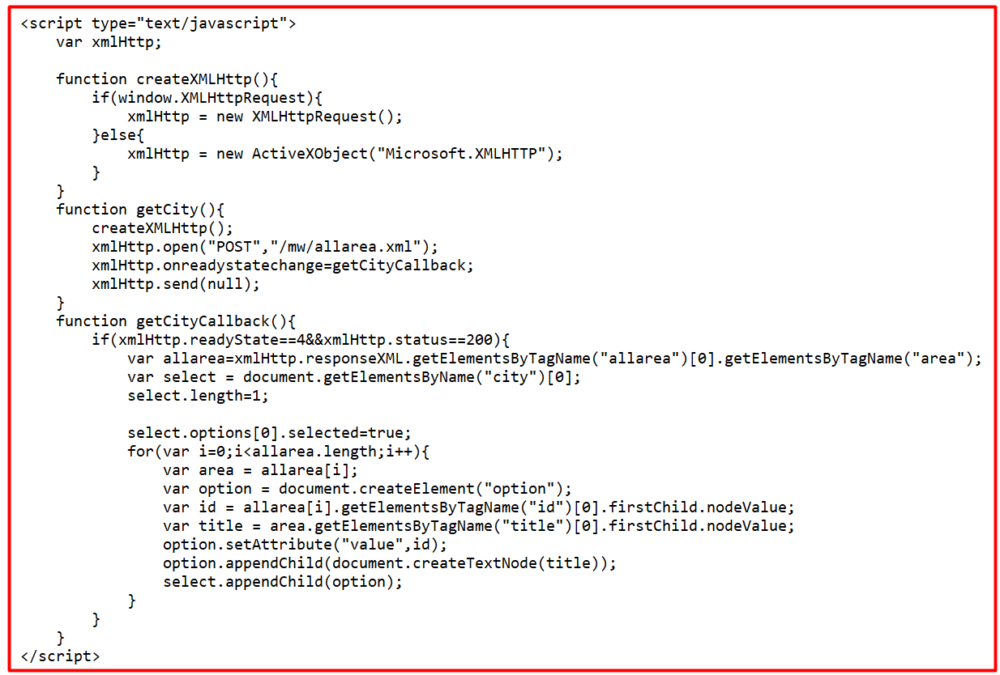 <script type="text/javascript">
    var xmlHttp;

    function createXMLHttp(){
        if(window.XMLHttpRequest){
            xmlHttp = new XMLHttpRequest();
        }else{
            xmlHttp = new ActiveXObject("Microsoft.XMLHTTP");
        }
    }
    function getCity(){
        createXMLHttp();
        xmlHttp.open("POST","/mw/allarea.xml");
        xmlHttp.onreadystatechange=getCityCallback;
        xmlHttp.send(null);
    }
    function getCityCallback(){
        if(xmlHttp.readyState==4&&xmlHttp.status==200){
            var allarea=xmlHttp.responseXML.getElementsByTagName("allarea")[0].getElementsByTagName("area");
            var select = document.getElementsByName("city")[0];
            select.length=1;

            select.options[0].selected=true;
            for(var i=0;i<allarea.length;i++){
                var area = allarea[i];
                var option = document.createElement("option");
                var id = allarea[i].getElementsByTagName("id")[0].firstChild.nodeValue;
                var title = area.getElementsByTagName("title")[0].firstChild.nodeValue;
                option.setAttribute("value",id);
                option.appendChild(document.createTextNode(title));
                select.appendChild(option);
            }
        }
    }
</script>